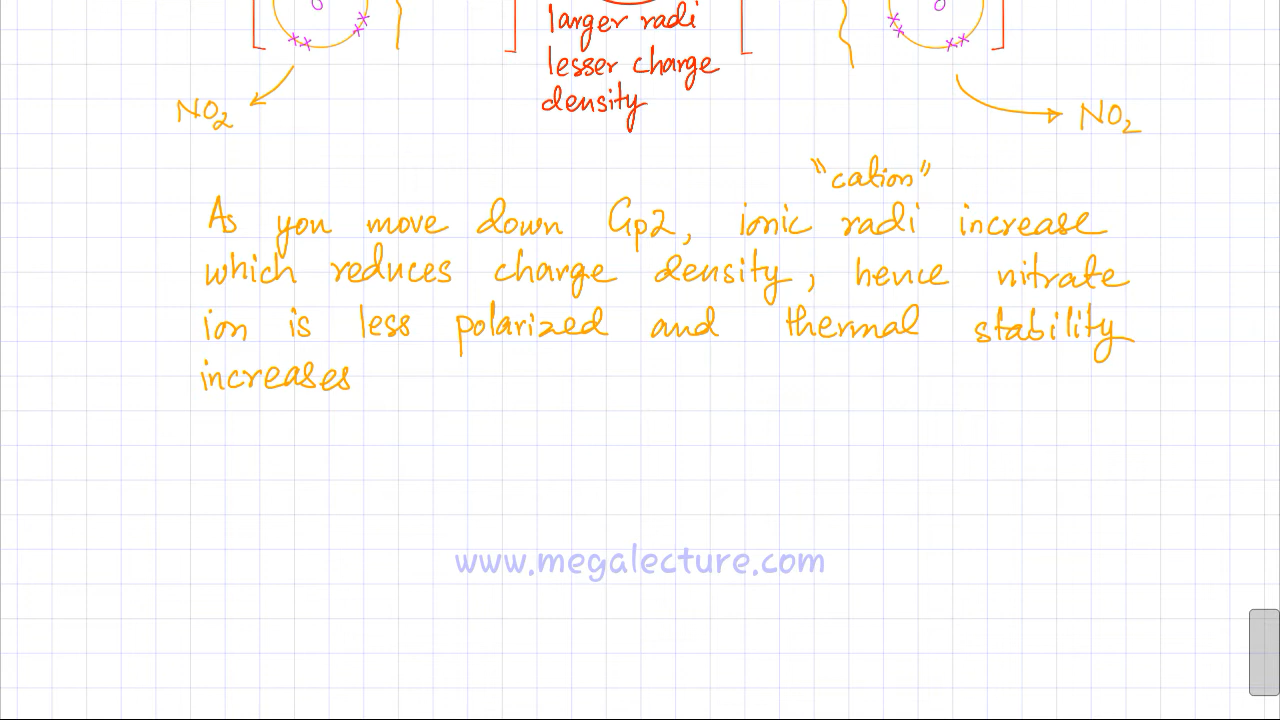 larger radi
lesser charge
density
NO2
NO2
"cation"
As you move down Gp2, ionic radi increase
which reduces charge density, hence nitrate
ion is less polarized and thermal stability
increases
www.megalecture.com